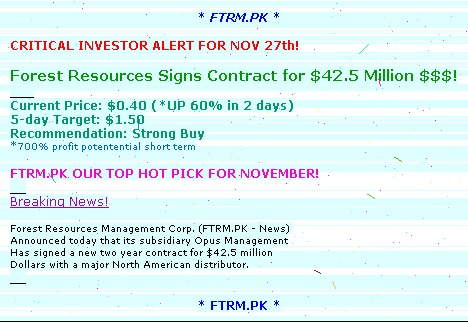 * FTRM.PK *
CRITICAL INVESTOR ALERT FOR NOV 27th!
Forest Resources Signs Contract for $42.5 Million $$$!
Current Price: $0.40 (*UP 60% in 2 days)
5-day Target: $1.50
Recommendation: Strong Buy
*700% profit potentential short term
FTRM.PK OUR TOP HOT PICK FOR NOVEMBER!
Breaking News!
Forest Resources Management Corp. (FTRM.PK - News)
Announced today that its subsidiary Opus Management
Has signed a new two year contract for $42.5 million
Dollars with a major North American distributor.
* FTRM.PK *